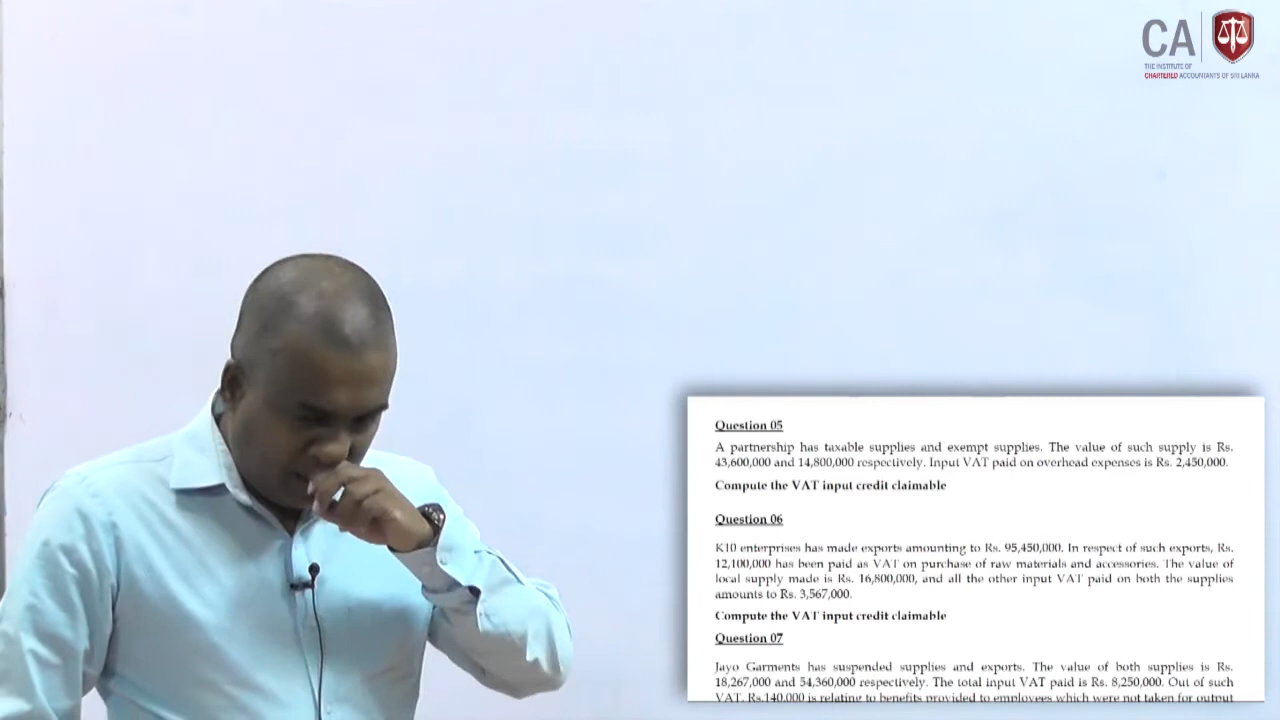 CA
THE INSTITUTE OF
CHARTERED ACCOUNTANTS OF SRI LANKA
Question 05
A partnership has taxable supplies and exempt supplies. The value of such supply is Rs.
43,600,000 and 14,800,000 respectively. Input VAT paid on overhead expenses is Rs. 2,450,000.
Compute the VAT input credit claimable
Question 06
K10 enterprises has made exports amounting to Rs. 95,450,000. In respect of such exports, Rs.
12,100,000 has been paid as VAT on purchase of raw materials and accessories. The value of
local supply made is Rs. 16,800,000, and all the other input VAT paid on both the supplies
amounts to Rs. 3,567,000.
Compute the VAT input credit claimable
Question 07
Jayo Garments has suspended supplies and exports. The value of both supplies is Rs.
18,267,000 and 54,360,000 respectively. The total input VAT paid is Rs. 8,250,000. Out of such
VAT, Rs.140,000 is relating to benefits provided to employees which were not taken for output